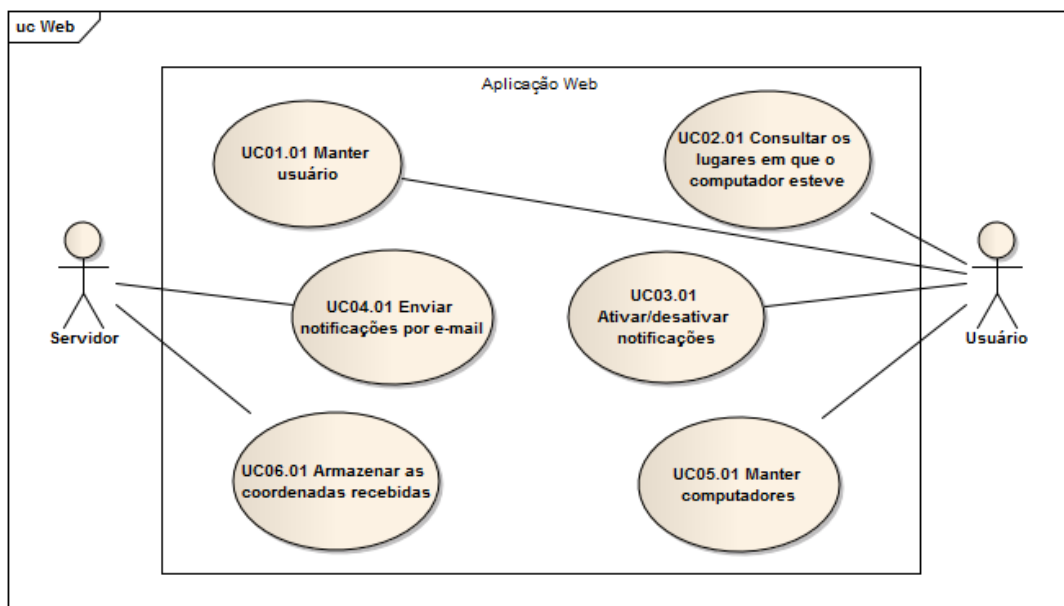 uc Web
Aplicação Web
UC01.01 Manter
usuário
UC02.01 Consultar os
lugares em que o
computador esteve
Servidor
UC04.01 Enviar
notificações por e-mail
UC03.01
Ativar/desativar
notificações
Usuário
UC06.01 Armazenar as
coordenadas recebidas
UC05.01 Manter
computadores